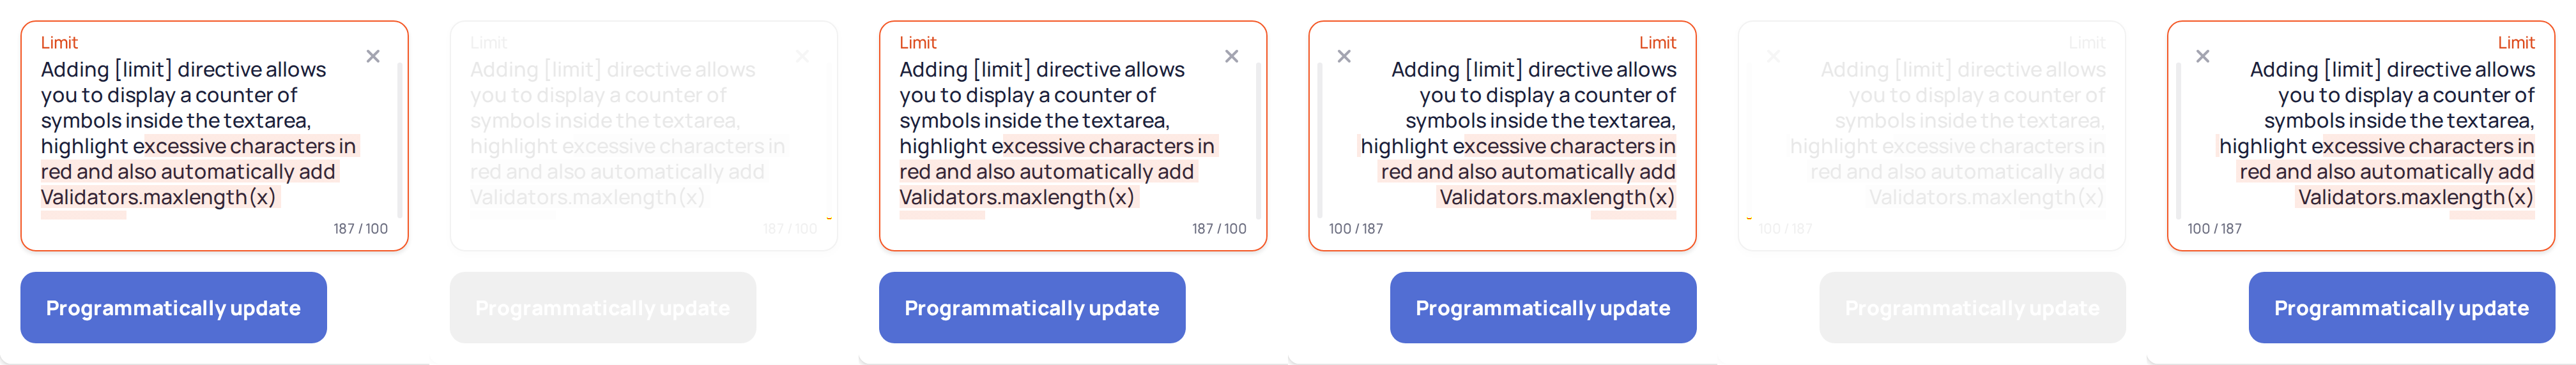 Limit
Adding [limit] directive allows
you to display a counter of
symbols inside the textarea,
highlight excessive characters in
red and also automatically add
Validators.maxlength(x)
187 / 100
Programmatically update
Limit
Adding [limit] directive allows
you to display a counter of
symbols inside the textarea,
highlight excessive characters in
red and also automatically add
Validators.maxlength(x)
187 / 100
Programmatically update
Limit
Adding [limit] directive allows
you to display a counter of
symbols inside the textarea,
highlight excessive characters in
red and also automatically add
Validators.maxlength(x)
187 / 100
Programmatically update
Limit
Adding [limit] directive allows
you to display a counter of
symbols inside the textarea,
highlight excessive characters in
red and also automatically add
Validators.maxlength(x)
100 / 187
Programmatically update
Limit
Adding [limit] directive allows
you to display a counter of
symbols inside the textarea,
highlight excessive characters in
red and also automatically add
Validators.maxlength(x)
100 / 187
Programmatically update
Limit
Adding [limit] directive allows
you to display a counter of
symbols inside the textarea,
highlight excessive characters in
red and also automatically add
Validators.maxlength(x)
100 / 187
Programmatically update